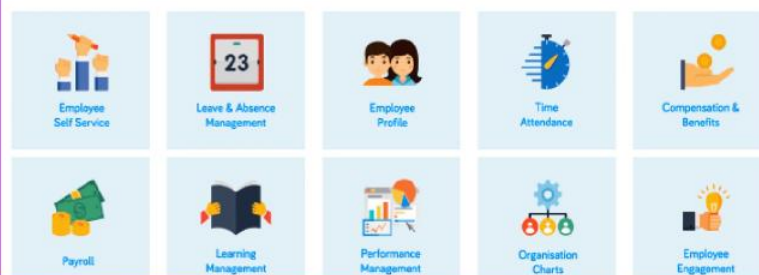 23
Employee
Self Service
Leave & Absence
Management
Employee
Profile
Time
Attendance
Compensation &
Benefits
Payroll
Learning
Management
Performance
Management
Organisation
Charts
Employee
Engagement